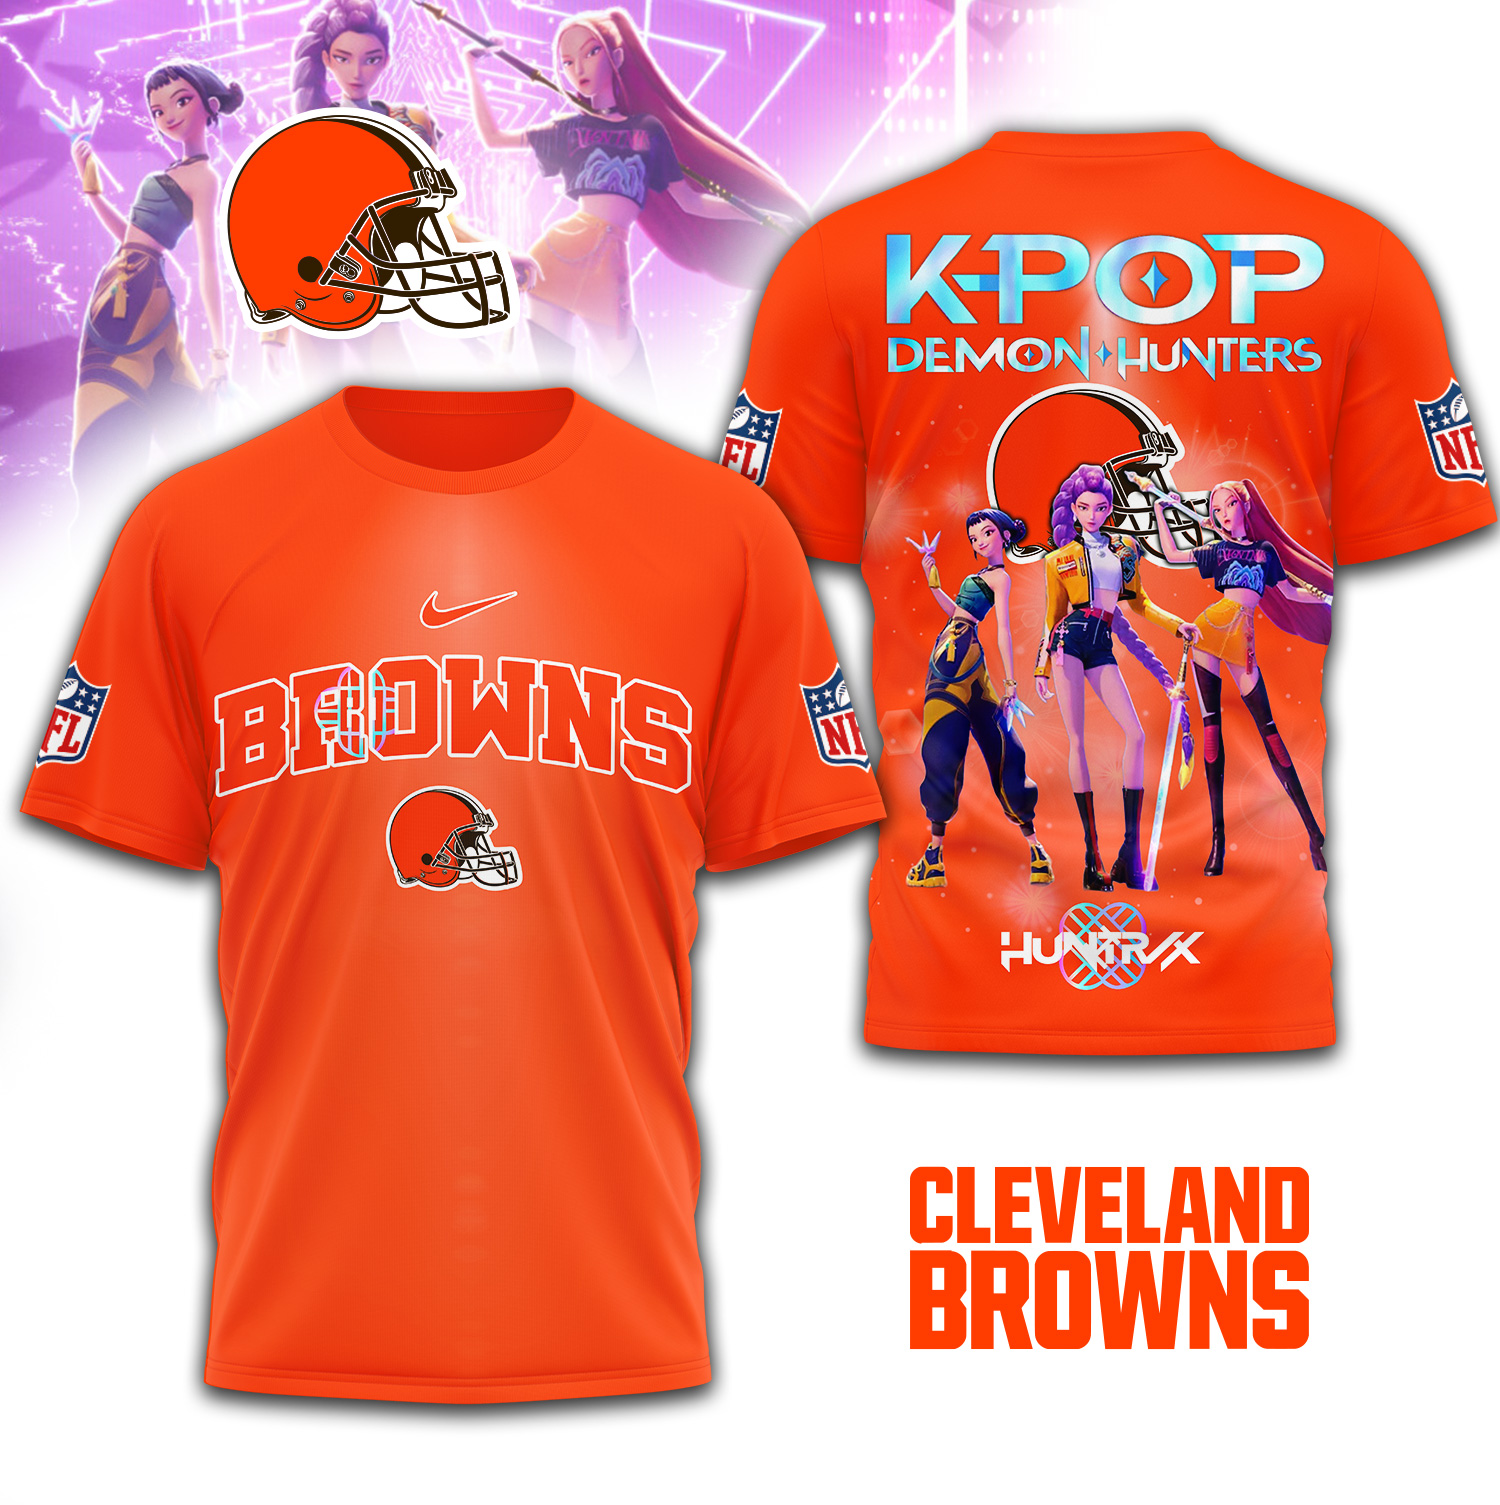 BROWNS
NFL
NFL
K-POP
DEMON HUNTERS
NFL
NFL
HUNTR/X
CLEVELAND
BROWNS